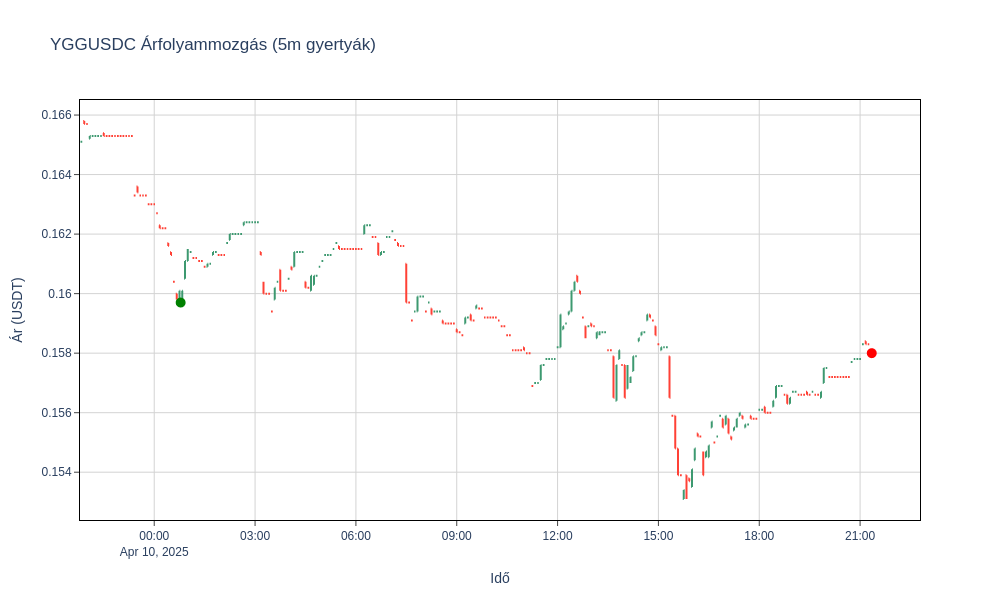 YGGUSDC Árfolyammozgás (5m gyertyák)
Ár (USDT)
0.166
0.164
0.162
0.16
0.158
0.156
0.154
00:00 03:00 06:00 09:00 12:00 15:00 18:00 21:00
Apr 10, 2025
Idő